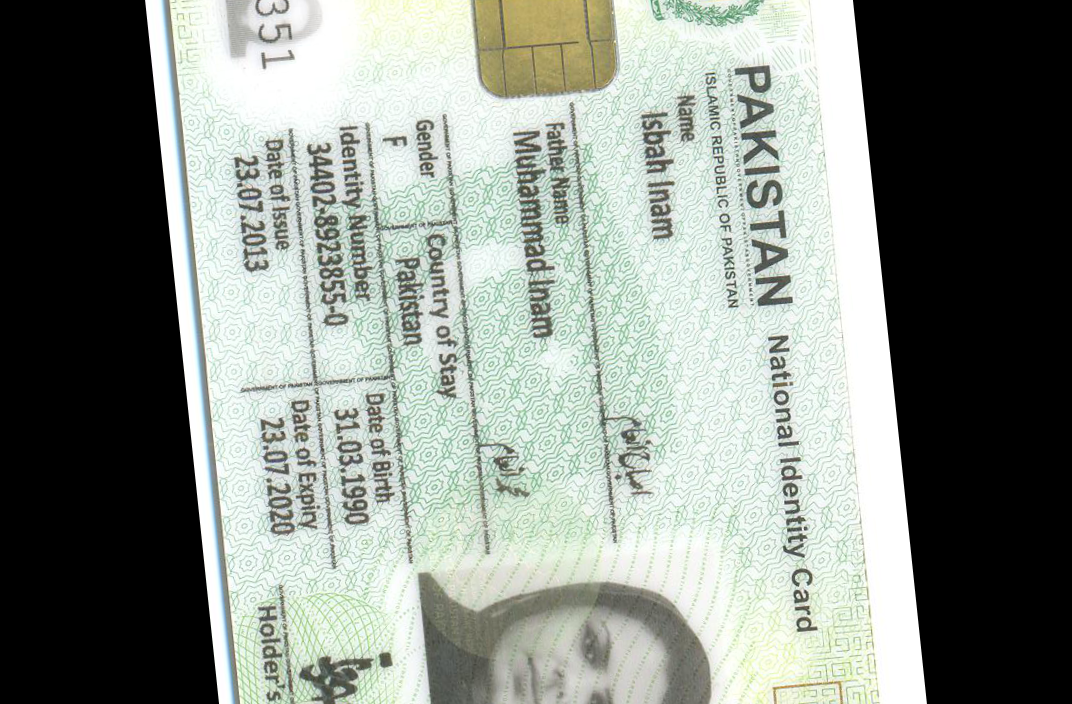 PAKISTAN National Identity Card
ISLAMIC REPUBLIC OF PAKISTAN
Name
Isbah Inam
اصباح انعام
Father Name
Muhammad Inam
محمد انعام
Gender
F
Country of Stay
Pakistan
Identity Number
34402-8923855-0
Date of Birth
31.03.1990
Date of Issue
23.07.2013
Date of Expiry
23.07.2020
Holder's
351